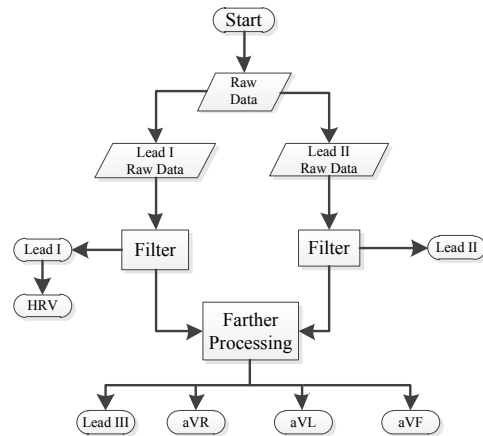 Start
Raw
Data
Lead I
Raw Data
Lead II
Raw Data
Lead I
Filter
Filter
Lead II
HRV
Farther
Processing
Lead III
aVR
aVL
aVF